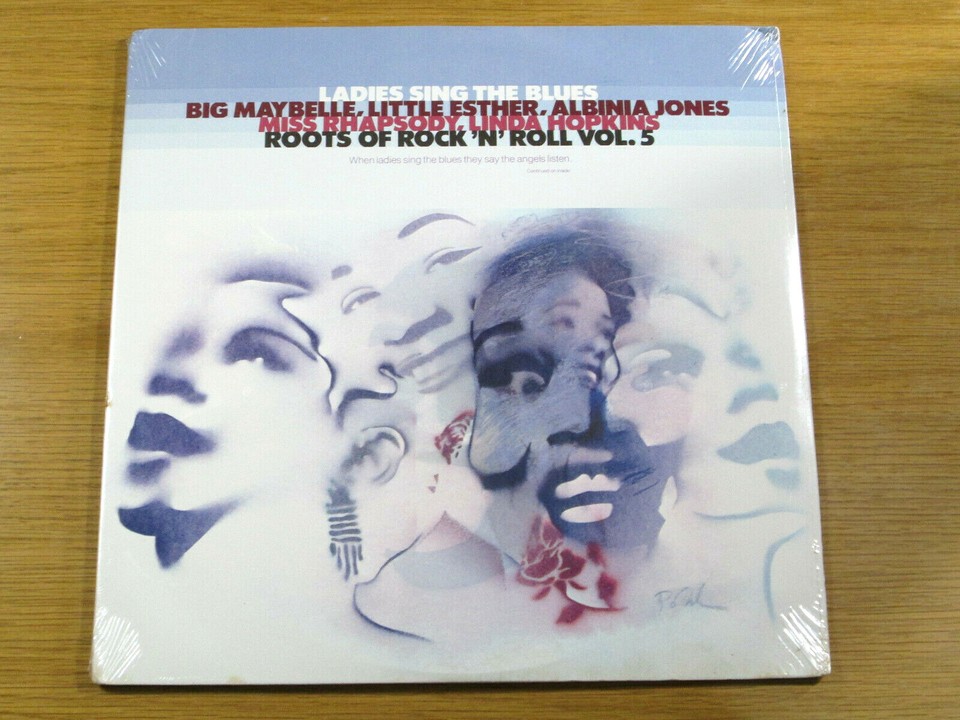 LADIES SING THE BLUES
BIG MAYBELLE, LITTLE ESTHER, ALBINIA JONES
MISS RHAPSODY, LINDA HOPKINS
ROOTS OF ROCK 'N' ROLL VOL. 5
When ladies sing the blues they say the angels listen.